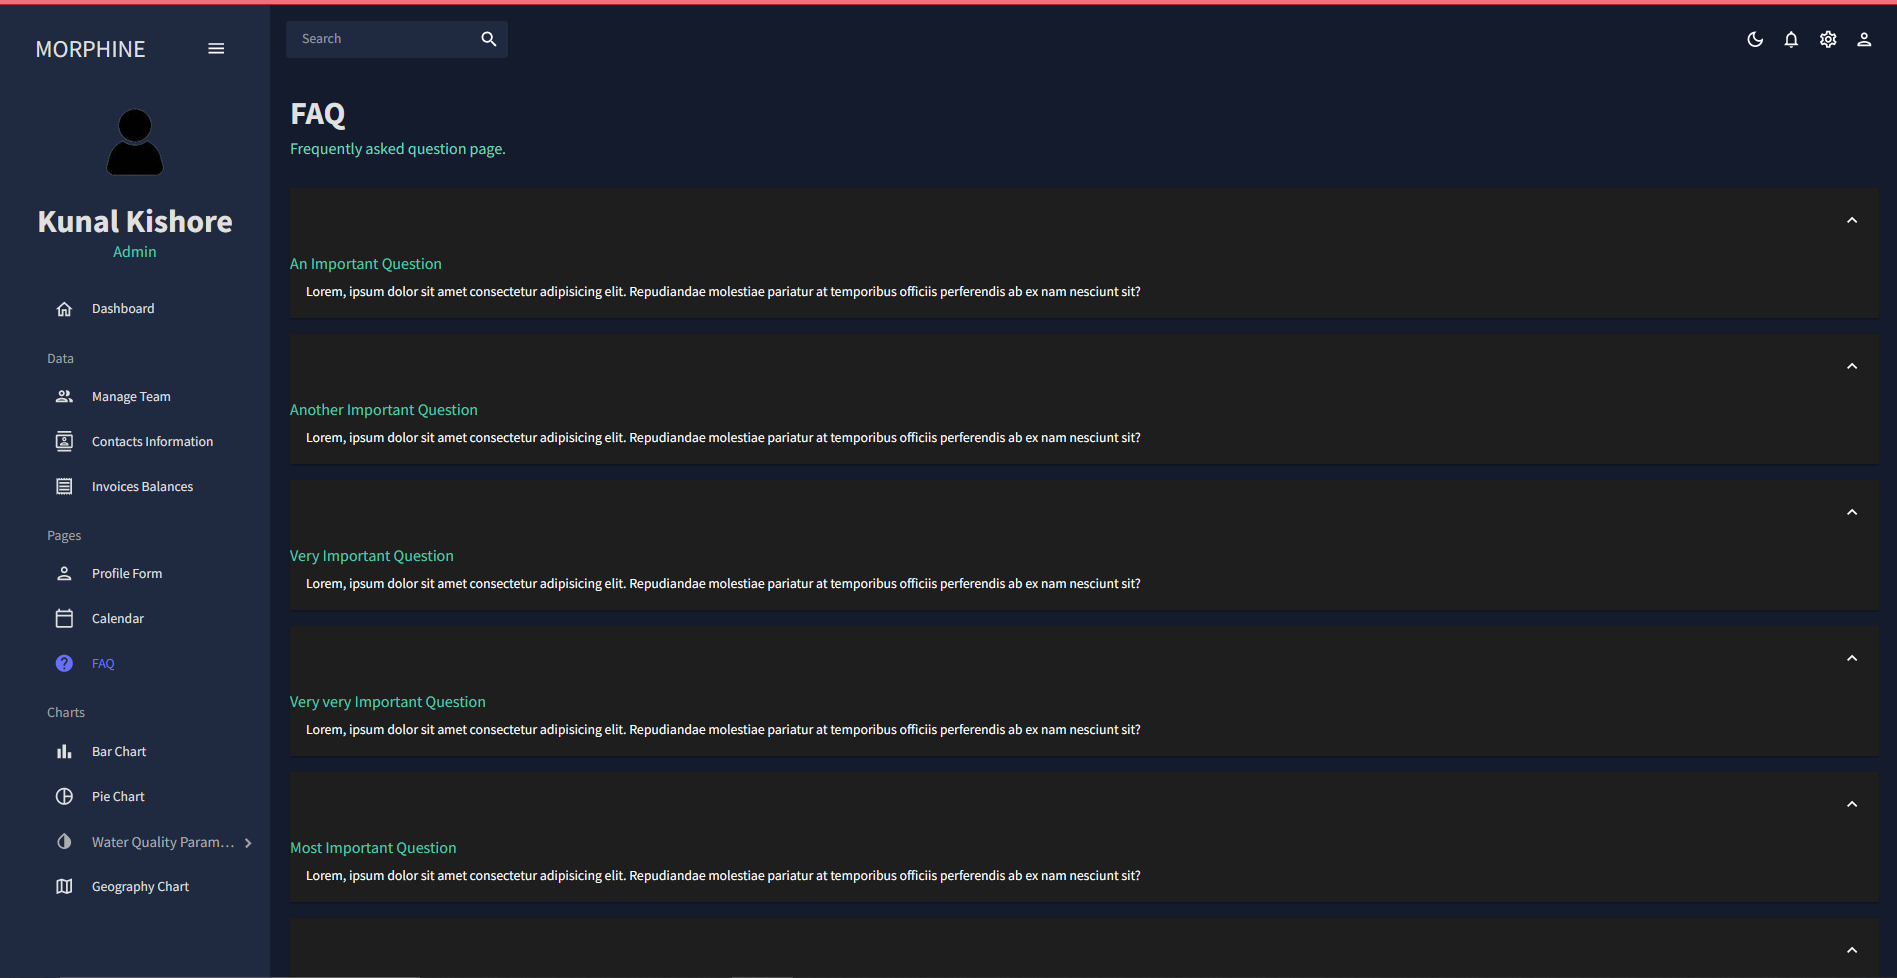 MORPHINE
Kunal Kishore
Admin
Dashboard
Data
Manage Team
Contacts Information
Invoices Balances
Pages
Profile Form
Calendar
FAQ
Charts
Bar Chart
Pie Chart
Water Quality Param...
Geography Chart
Search
FAQ
Frequently asked question page.
An Important Question
Lorem, ipsum dolor sit amet consectetur adipisicing elit. Repudiandae molestiae pariatur at temporibus officiis perferendis ab ex nam nesciunt sit?
Another Important Question
Lorem, ipsum dolor sit amet consectetur adipisicing elit. Repudiandae molestiae pariatur at temporibus officiis perferendis ab ex nam nesciunt sit?
Very Important Question
Lorem, ipsum dolor sit amet consectetur adipisicing elit. Repudiandae molestiae pariatur at temporibus officiis perferendis ab ex nam nesciunt sit?
Very very Important Question
Lorem, ipsum dolor sit amet consectetur adipisicing elit. Repudiandae molestiae pariatur at temporibus officiis perferendis ab ex nam nesciunt sit?
Most Important Question
Lorem, ipsum dolor sit amet consectetur adipisicing elit. Repudiandae molestiae pariatur at temporibus officiis perferendis ab ex nam nesciunt sit?